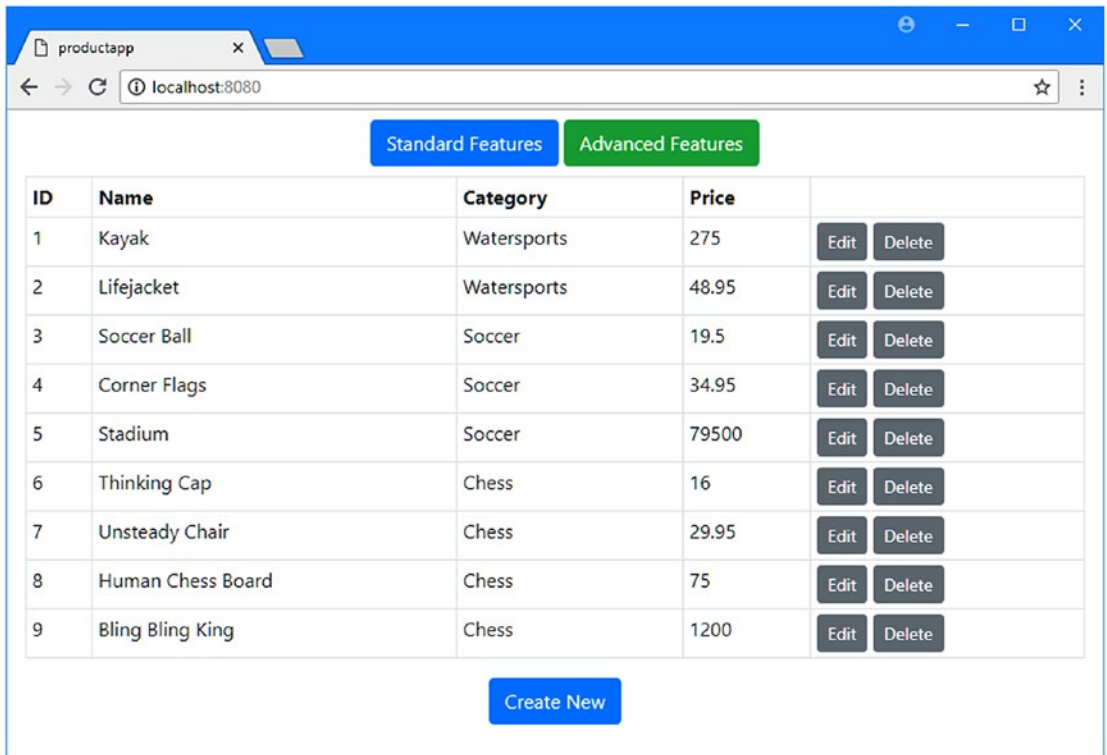 productapp
localhost:8080
Standard Features Advanced Features
ID Name Category Price
1 Kayak Watersports 275 Edit Delete
2 Lifejacket Watersports 48.95 Edit Delete
3 Soccer Ball Soccer 19.5 Edit Delete
4 Corner Flags Soccer 34.95 Edit Delete
5 Stadium Soccer 79500 Edit Delete
6 Thinking Cap Chess 16 Edit Delete
7 Unsteady Chair Chess 29.95 Edit Delete
8 Human Chess Board Chess 75 Edit Delete
9 Bling Bling King Chess 1200 Edit Delete
Create New